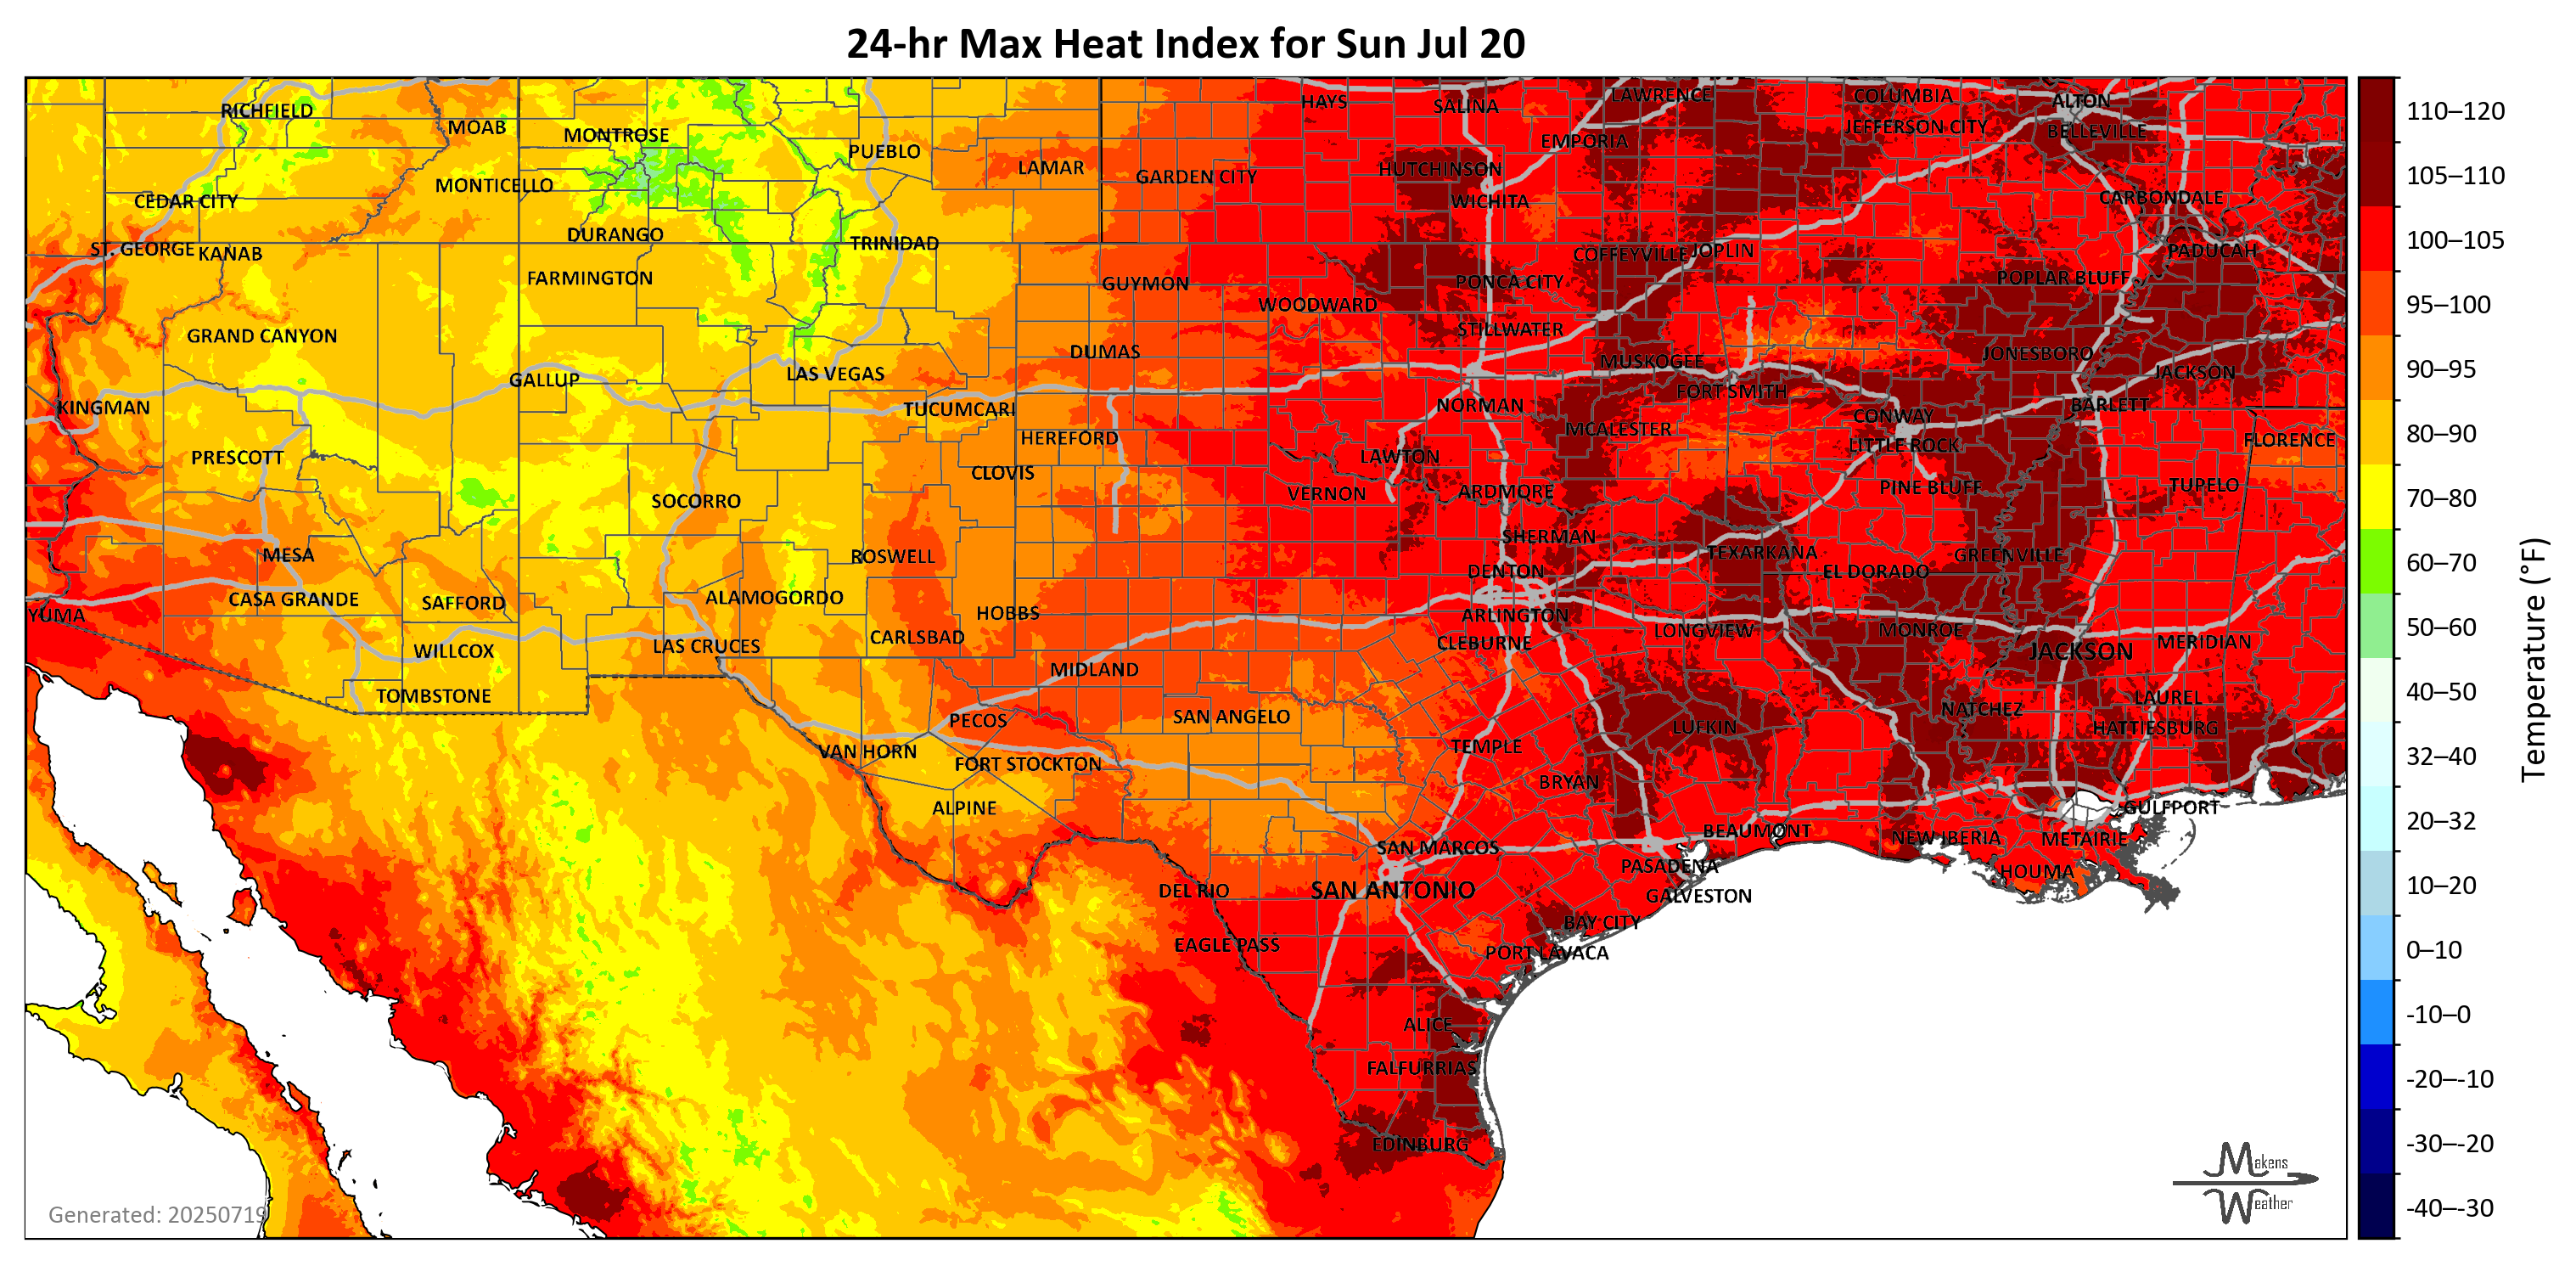 24-hr Max Heat Index for Sun Jul 20
HAYS
SALINA
LAWRENCE
COLUMBIA
ALTON
RICHFIELD
MOAB
MONTROSE
PUEBLO
EMPORIA
JEFFERSON CITY
BELLEVILLE
LAMAR
GARDEN CITY
HUTCHINSON
MONTICELLO
CEDAR CITY
WICHITA
CARBONDALE
DURANGO
TRINIDAD
ST. GEORGE
KANAB
COFFEYVILLE
JOPLIN
PADUCAH
FARMINGTON
GUYMON
PONCA CITY
POPLAR BLUFF
WOODWARD
GRAND CANYON
STILLWATER
DUMAS
MUSKOGEE
JONESBORO
GALLUP
LAS VEGAS
FORT SMITH
JACKSON
KINGMAN
TUCUMCARI
NORMAN
CONWAY
BARLETT
HEREFORD
MCALESTER
LITTLE ROCK
FLORENCE
PRESCOTT
CLOVIS
LAWTON
SOCORRO
VERNON
ARDMORE
PINE BLUFF
TUPELO
MESA
ROSWELL
SHERMAN
TEXARKANA
GREENVILLE
DENTON
EL DORADO
CASA GRANDE
SAFFORD
ALAMOGORDO
YUMA
HOBBS
ARLINGTON
LAS CRUCES
CARLSBAD
CLEBURNE
LONGVIEW
MONROE
MERIDIAN
WILLCOX
JACKSON
MIDLAND
TOMBSTONE
LAUREL
PECOS
SAN ANGELO
NATCHEZ
LUFKIN
HATTIESBURG
VAN HORN
FORT STOCKTON
TEMPLE
BRYAN
ALPINE
GULFPORT
BEAUMONT
NEW IBERIA
METAIRIE
SAN MARCOS
PASADENA
HOUMA
DEL RIO
SAN ANTONIO
GALVESTON
BAY CITY
EAGLE PASS
PORT LAVACA
ALICE
FALFURRIAS
EDINBURG
Generated: 20250719
Makens
Weather
110–120
105–110
100–105
95–100
90–95
80–90
70–80
60–70
50–60
40–50
32–40
20–32
10–20
0–10
-10–0
-20–-10
-30–-20
-40–-30
Temperature (°F)